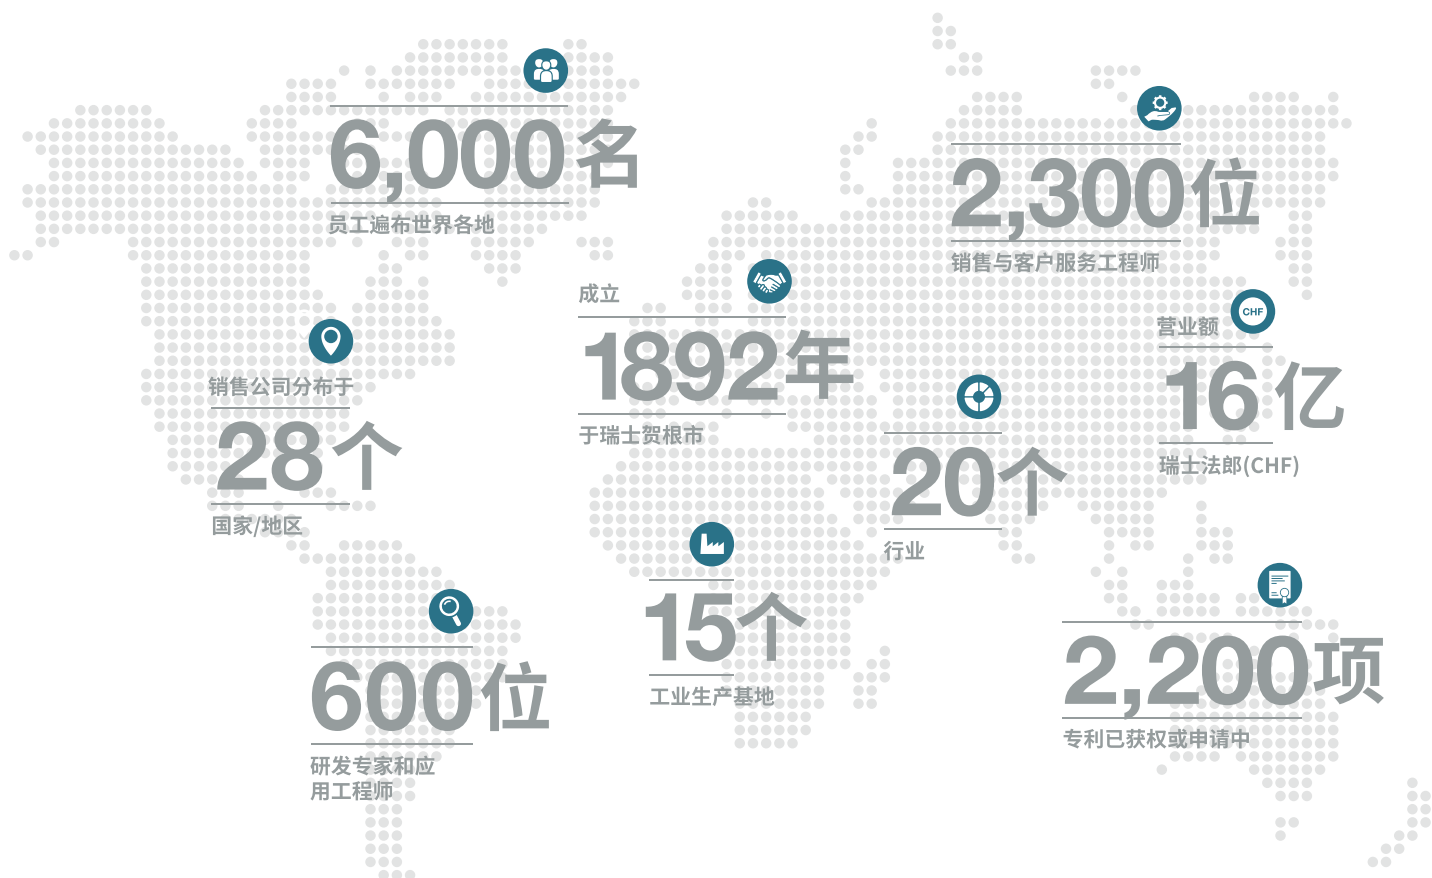 6,000名
员工遍布世界各地
2,300位
销售与客户服务工程师
成立
1892年
于瑞士贺根市
CHF
营业额
16亿
瑞士法郎(CHF)
销售公司分布于
28个
国家/地区
20个
行业
15个
工业生产基地
600位
研发专家和应
用工程师
2,200项
专利已获权或申请中